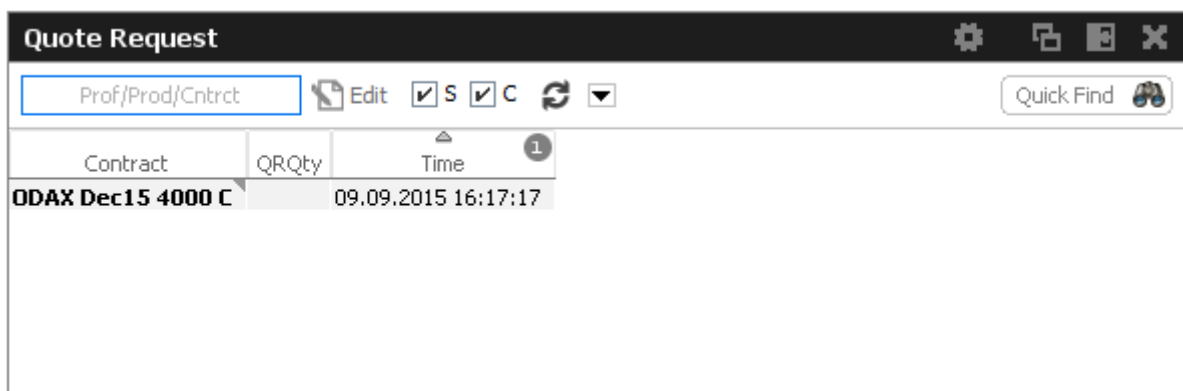 Quote Request
Prof/Prod/Cntrct Edit S C Quick Find
Contract QRQty Time 1
ODAX Dec15 4000 C 09.09.2015 16:17:17